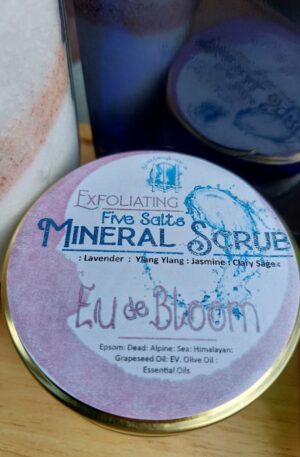 EXFOLIATING
Five Salts
MINERAL SCRUB
: Lavender : Ylang Ylang : Jasmine : Clary Sage :
Eu de Bloom
Epsom: Dead: Alpine: Sea: Himalayan:
Grapeseed Oil: EV. Olive Oil :
Essential Oils